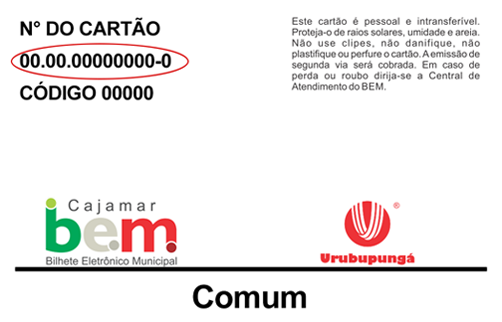 N° DO CARTÃO
00.00.00000000-0
CÓDIGO 00000
Este cartão é pessoal e intransferível.
Proteja-o de raios solares, umidade e areia.
Não use clipes, não danifique, não
plastifique ou perfure o cartão. A emissão de
segunda via será cobrada. Em caso de
perda ou roubo dirija-se a Central de
Atendimento do BEM.
Cajamar
b.e.m.
Bilhete Eletrônico Municipal
®
Urubupungá
Comum